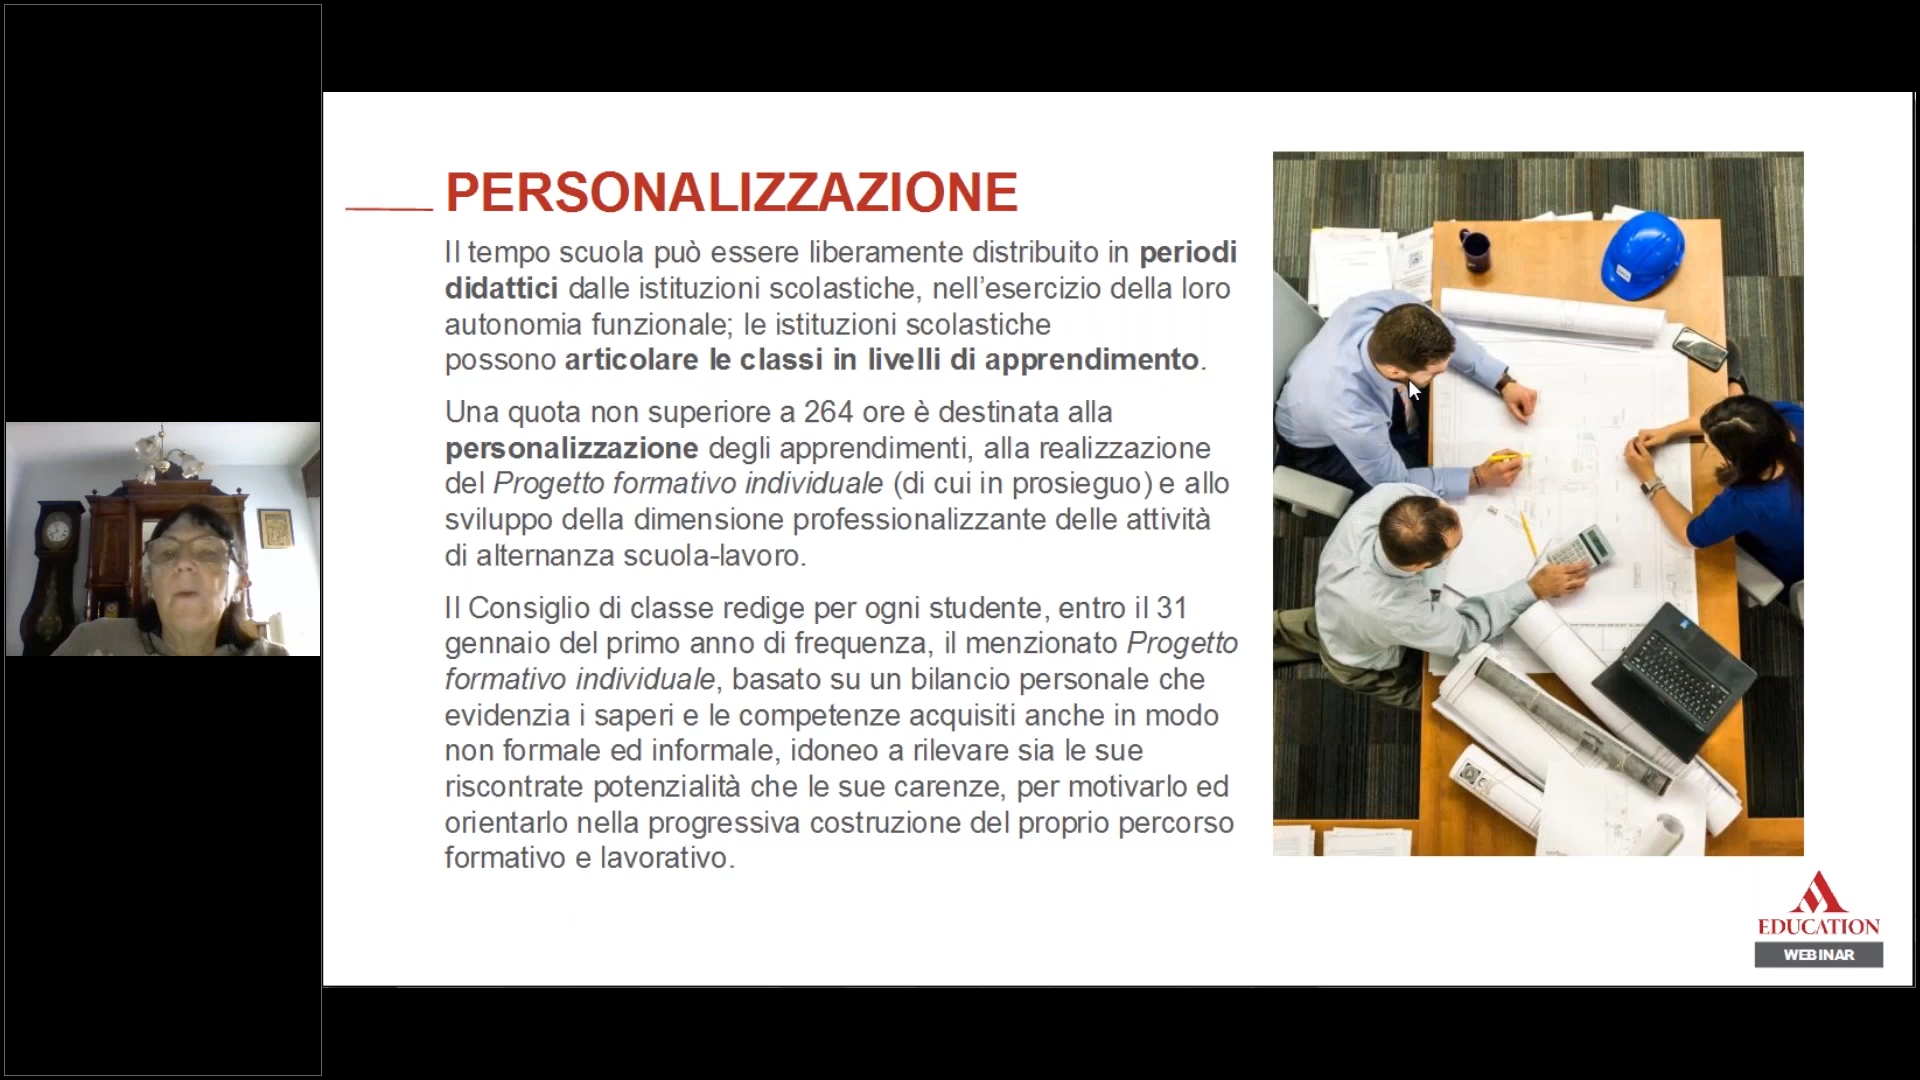 PERSONALIZZAZIONE
Il tempo scuola può essere liberamente distribuito in periodi
didattici dalle istituzioni scolastiche, nell’esercizio della loro
autonomia funzionale; le istituzioni scolastiche
possono articolare le classi in livelli di apprendimento.
Una quota non superiore a 264 ore è destinata alla
personalizzazione degli apprendimenti, alla realizzazione
del Progetto formativo individuale (di cui in prosieguo) e allo
sviluppo della dimensione professionalizzante delle attività
di alternanza scuola-lavoro.
Il Consiglio di classe redige per ogni studente, entro il 31
gennaio del primo anno di frequenza, il menzionato Progetto
formativo individuale, basato su un bilancio personale che
evidenzia i saperi e le competenze acquisiti anche in modo
non formale ed informale, idoneo a rilevare sia le sue
riscontrate potenzialità che le sue carenze, per motivarlo ed
orientarlo nella progressiva costruzione del proprio percorso
formativo e lavorativo.
EDUCATION
WEBINAR